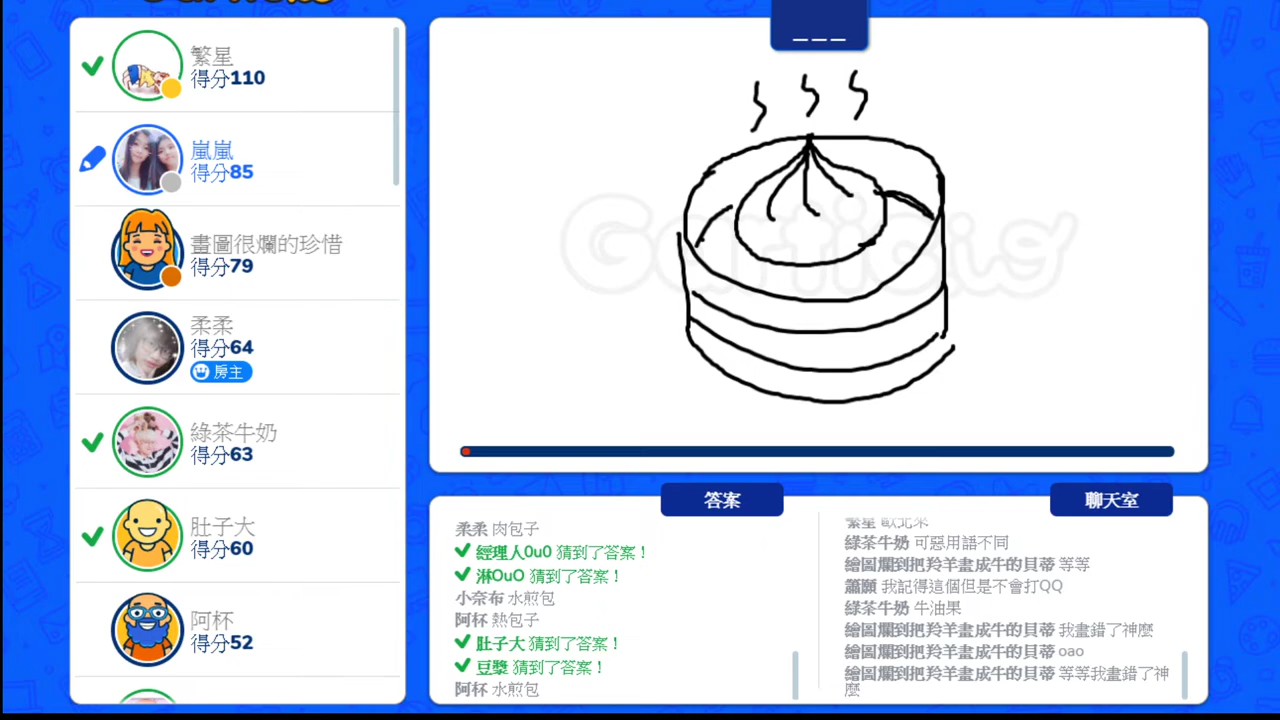 繁星
得分110
嵐嵐
得分85
畫圖很爛的珍惜
得分79
柔柔
得分64
房主
綠茶牛奶
得分63
肚子大
得分60
阿杯
得分52
Gartic.io
答案
柔柔 肉包子
經理人0u0 猜到了答案！
淋OuO 猜到了答案！
小奈布 水煎包
阿杯 熱包子
肚子大 猜到了答案！
豆漿 猜到了答案！
阿杯 水煎包
聊天室
繁星 歐北來
綠茶牛奶 可惡用語不同
繪圖爛到把羚羊畫成牛的貝蒂 等等
蕭願 我記得這個但是不會打QQ
綠茶牛奶 牛油果
繪圖爛到把羚羊畫成牛的貝蒂 我畫錯了神麼
繪圖爛到把羚羊畫成牛的貝蒂 oao
繪圖爛到把羚羊畫成牛的貝蒂 等等我畫錯了神
麼